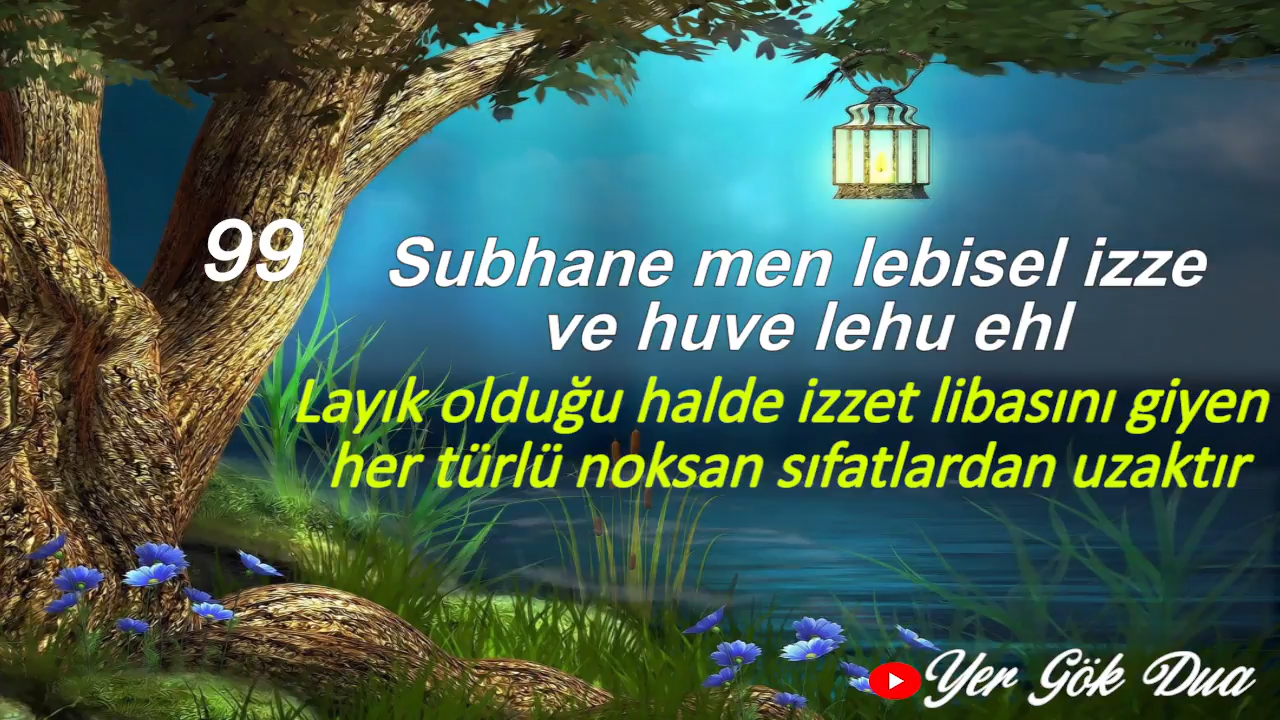 99
Subhane men lebisel izze
ve huve lehu ehl
Layık olduğu halde izzet libasını giyen
her türlü noksan sıfatlardan uzaktır
Yer Gök Dua